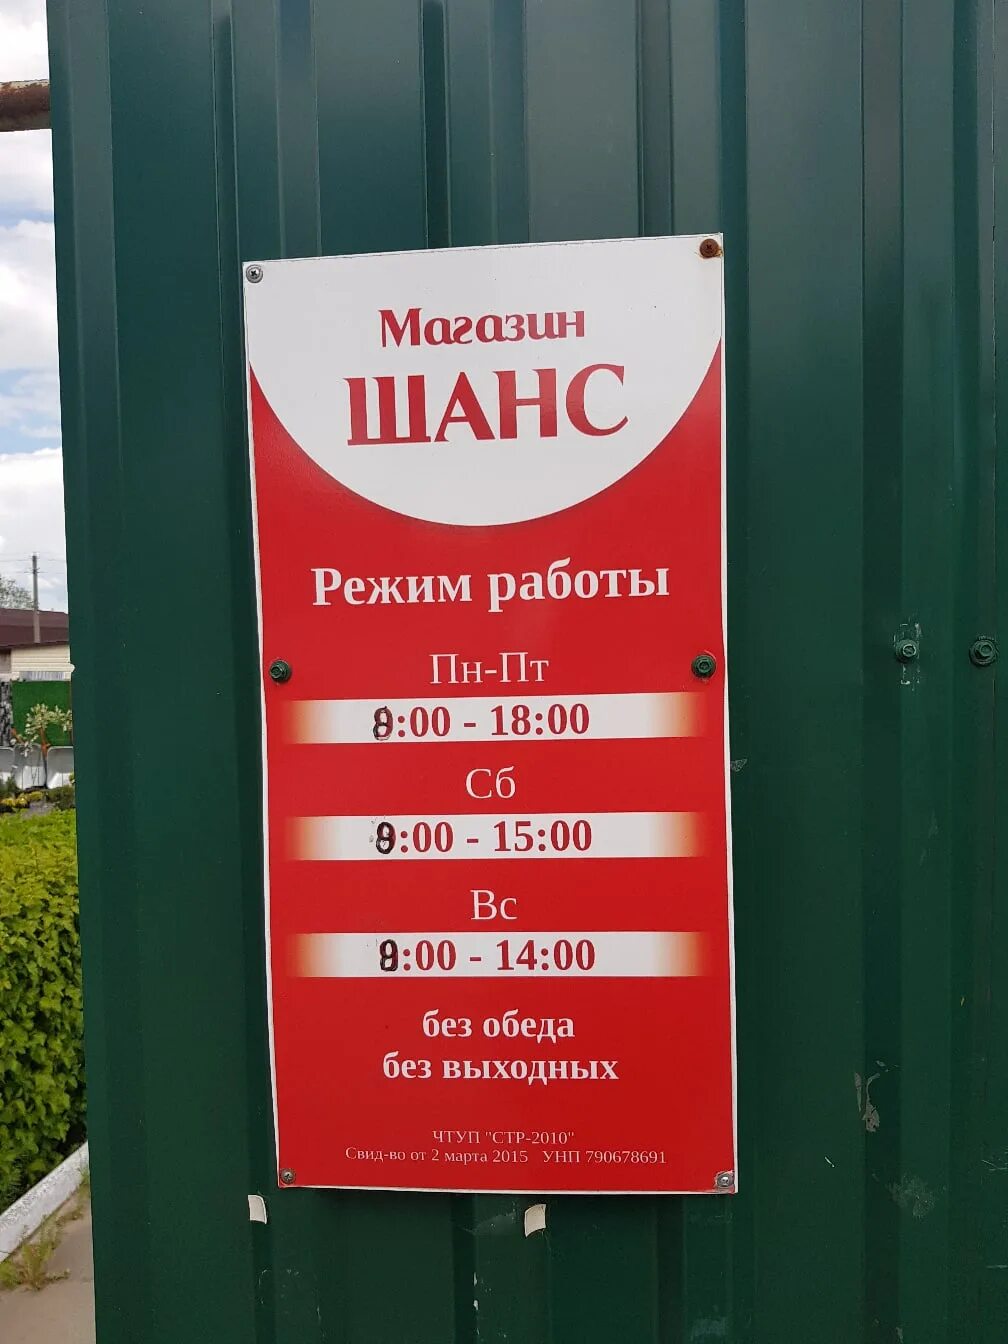 Магазин
ШАНС
Режим работы
Пн-Пт
8:00 - 18:00
Сб
8:00 - 15:00
Вс
8:00 - 14:00
без обеда
без выходных
ЧТУП "СТР-2010"
Свид-во от 2 марта 2015 УНП 790678691